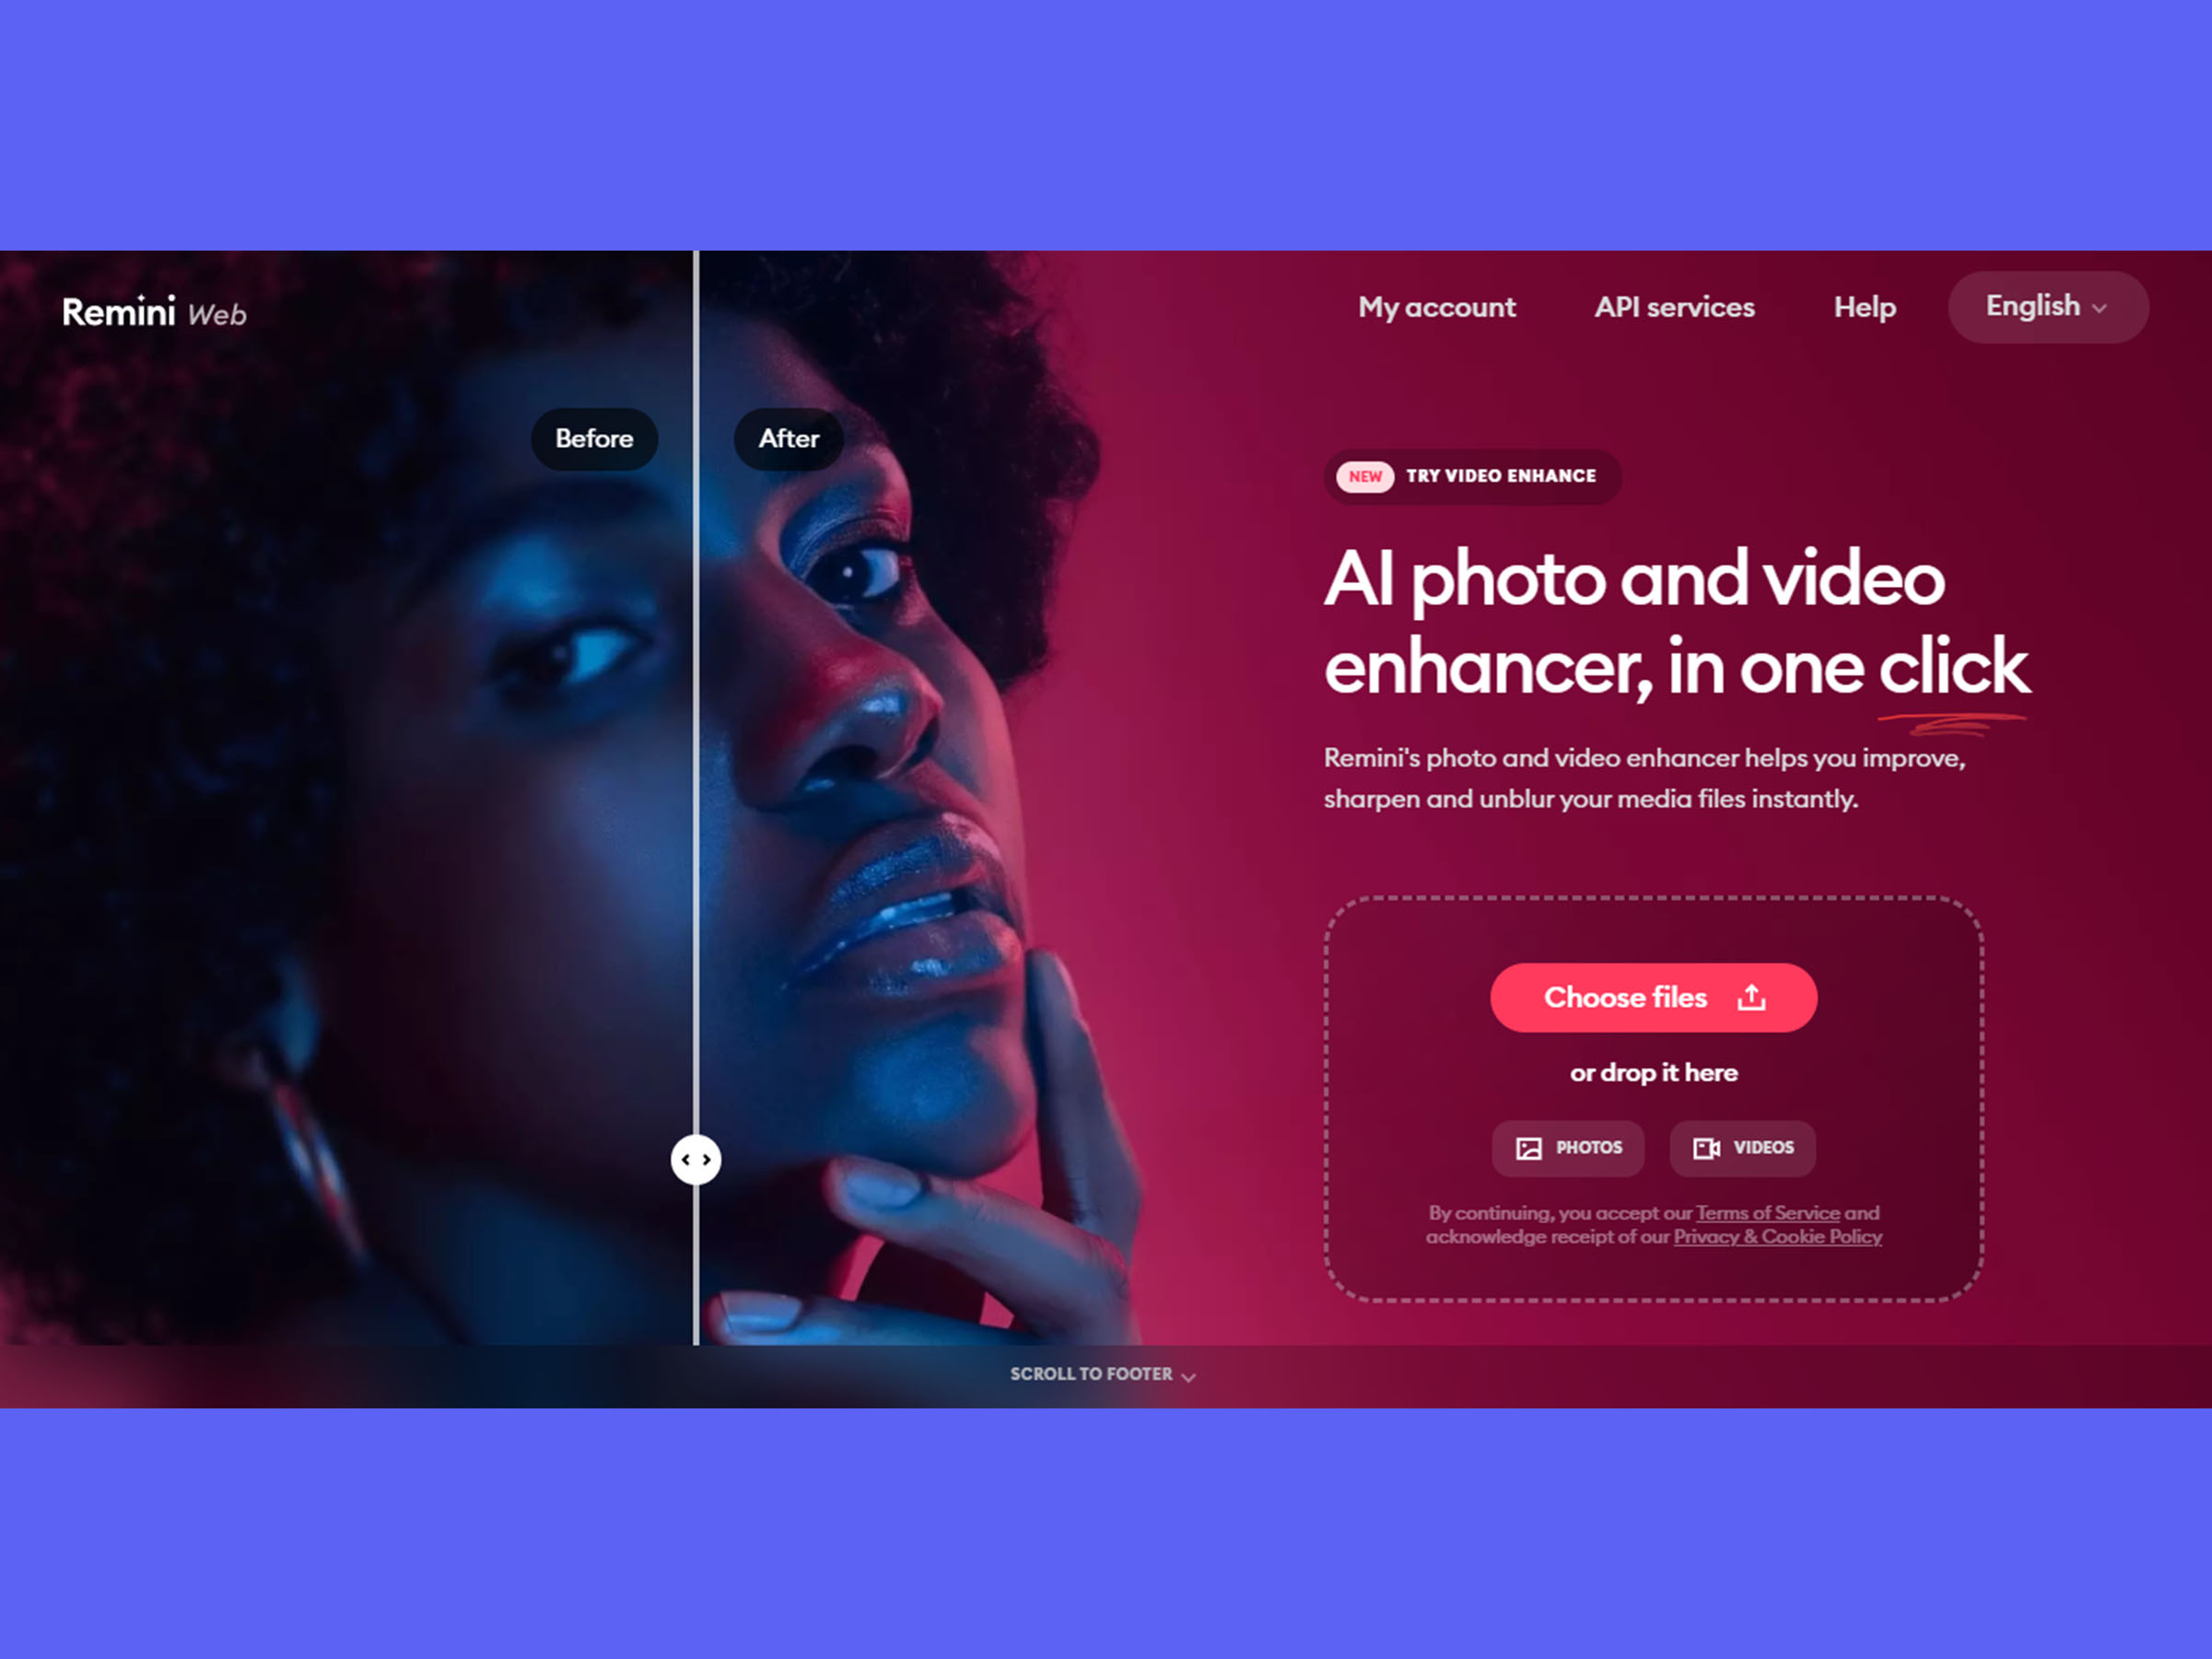 Remini Web
My account
API services
Help
English
Before
After
NEW TRY VIDEO ENHANCE
AI photo and video
enhancer, in one click
Remini's photo and video enhancer helps you improve,
sharpen and unblur your media files instantly.
Choose files
or drop it here
PHOTOS
VIDEOS
By continuing, you accept our Terms of Service and
acknowledge receipt of our Privacy & Cookie Policy
SCROLL TO FOOTER